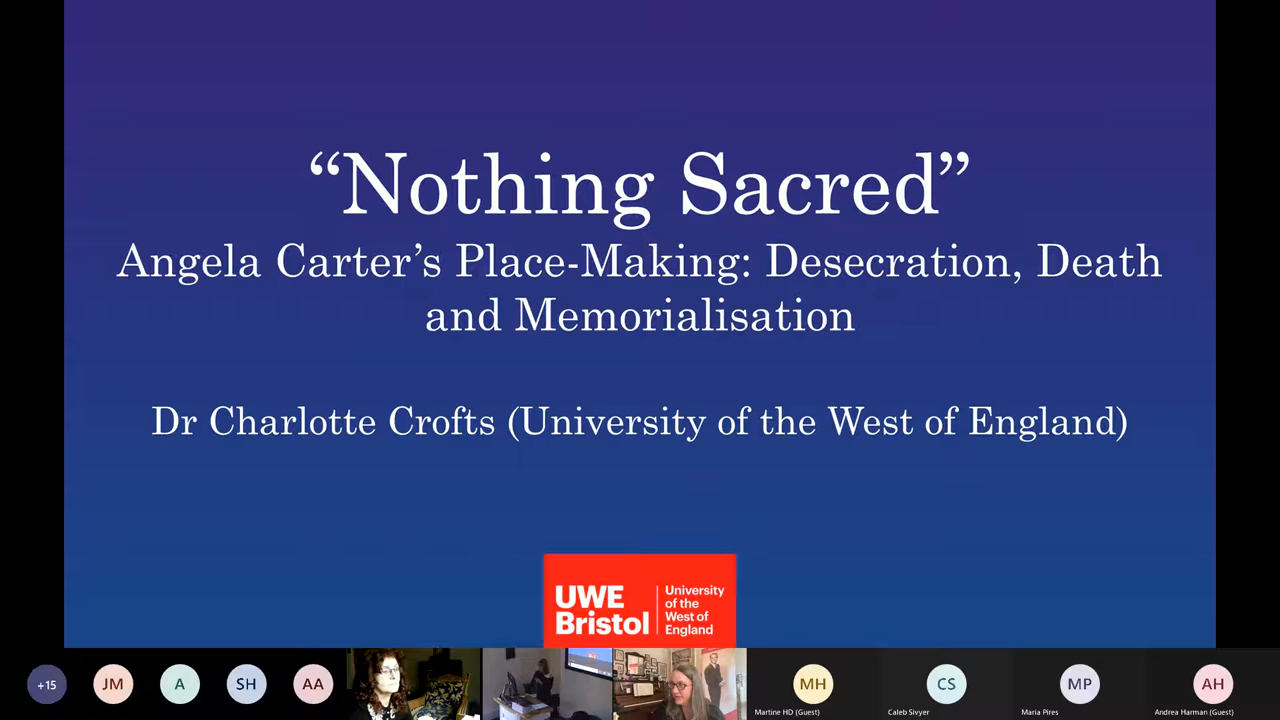 “Nothing Sacred”
Angela Carter’s Place-Making: Desecration, Death
and Memorialisation
Dr Charlotte Crofts (University of the West of England)
UWE
Bristol
University
of the
West of
England
+15
JM
A
SH
AA
MH
CS
MP
AH
Martine HD (Guest)
Caleb Sivyer
Maria Pires
Andrea Harman (Guest)